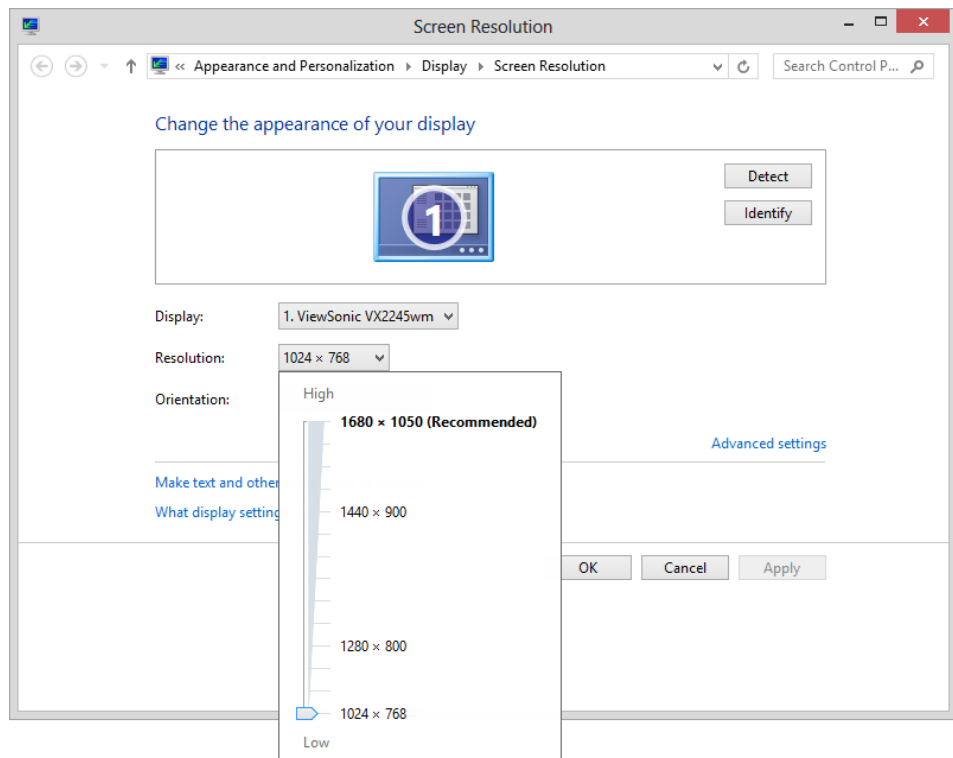 Screen Resolution
« Appearance and Personalization ▸ Display ▸ Screen Resolution
Search Control P...
Change the appearance of your display
1
Detect
Identify
Display: 1. ViewSonic VX2245wm
Resolution: 1024 × 768
Orientation:
High
1680 × 1050 (Recommended)
Advanced settings
Make text and other
What display setting
1440 × 900
OK Cancel Apply
1280 × 800
1024 × 768
Low